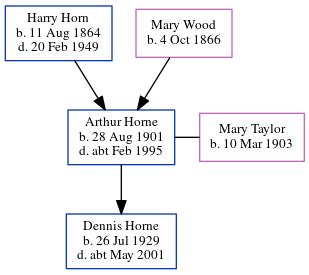 Harry Horn
b. 11 Aug 1864
d. 20 Feb 1949
Mary Wood
b. 4 Oct 1866
Arthur Horne
b. 28 Aug 1901
d. abt Feb 1995
Mary Taylor
b. 10 Mar 1903
Dennis Horne
b. 26 Jul 1929
d. abt May 2001